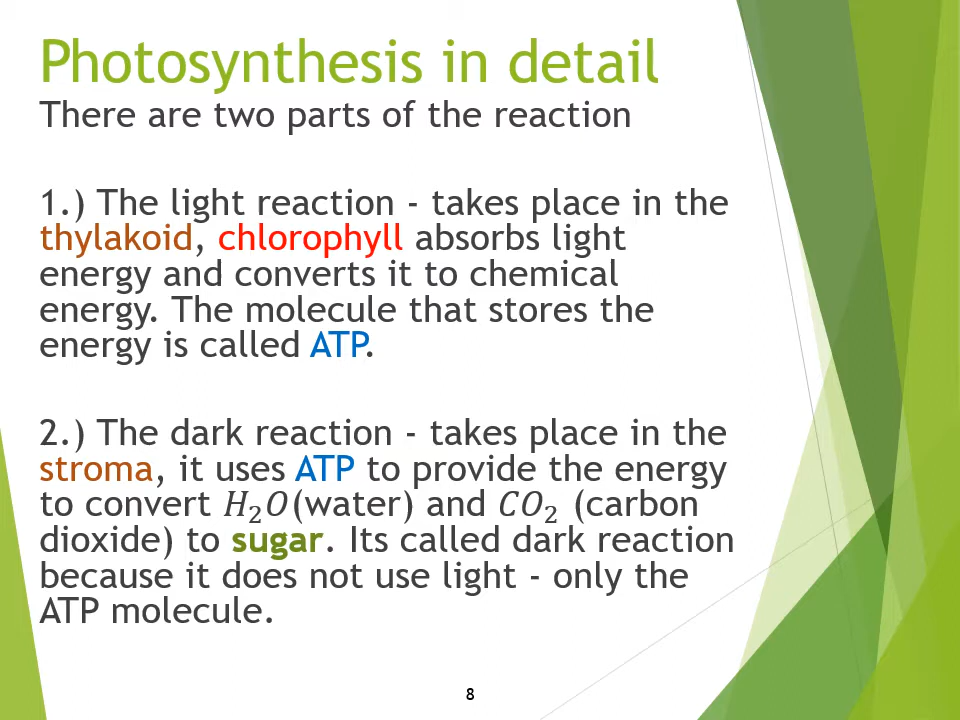 Photosynthesis in detail
There are two parts of the reaction
1.) The light reaction - takes place in the
thylakoid, chlorophyll absorbs light
energy and converts it to chemical
energy. The molecule that stores the
energy is called ATP.
2.) The dark reaction - takes place in the
stroma, it uses ATP to provide the energy
to convert H₂O(water) and CO₂ (carbon
dioxide) to sugar. Its called dark reaction
because it does not use light - only the
ATP molecule.
8